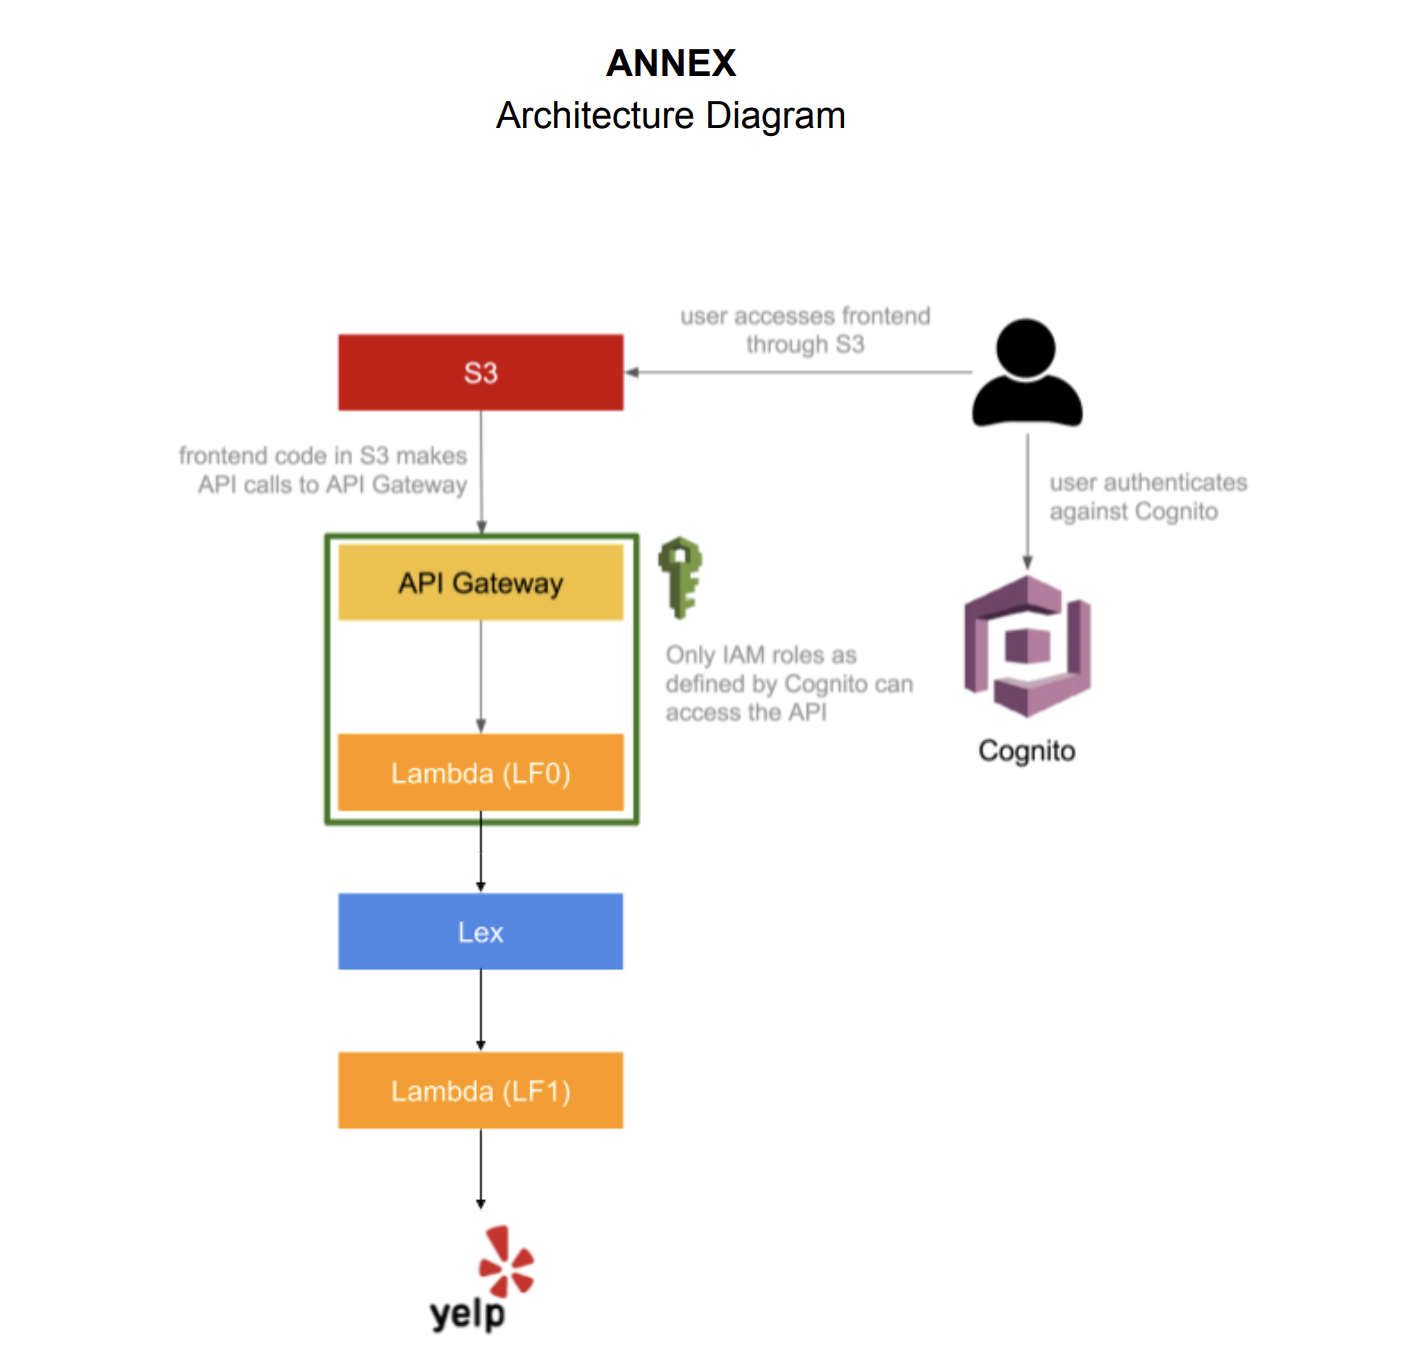 ANNEX
Architecture Diagram
user accesses frontend
through S3
S3
frontend code in S3 makes
API calls to API Gateway
user authenticates
against Cognito
API Gateway
Only IAM roles as
defined by Cognito can
access the API
Cognito
Lambda (LF0)
Lex
Lambda (LF1)
yelp